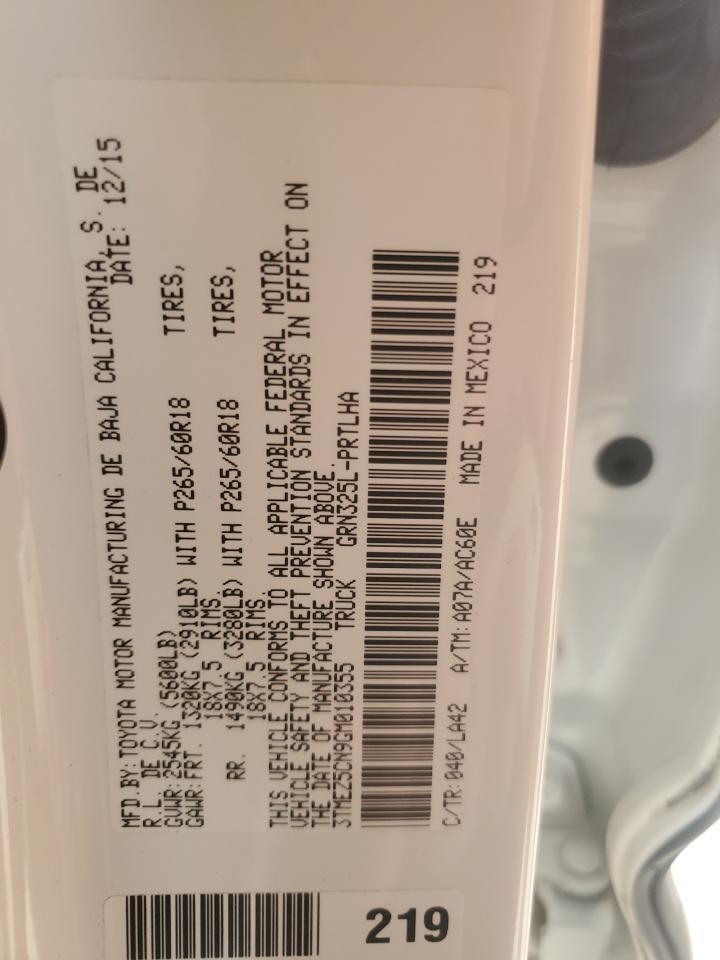 MFD.BY:TOYOTA MOTOR MANUFACTURING DE BAJA CALIFORNIA, S. DE
R.L. DE C.V. DATE: 12/15
GVWR:2545KG (5600LB)
GAWR:FRT. 1320KG (2910LB) WITH P265/60R18 TIRES,
18X7.5 RIMS.
RR. 1490KG (3280LB) WITH P265/60R18 TIRES,
18X7.5 RIMS.
THIS VEHICLE CONFORMS TO ALL APPLICABLE FEDERAL MOTOR
VEHICLE SAFETY AND THEFT PREVENTION STANDARDS IN EFFECT ON
THE DATE OF MANUFACTURE SHOWN ABOVE.
3TMEZ5CN9GM010355 TRUCK GRN325L-PRTLHA
C/TR:040/LA42 A/TM:A07A/AC60E MADE IN MEXICO 219
219